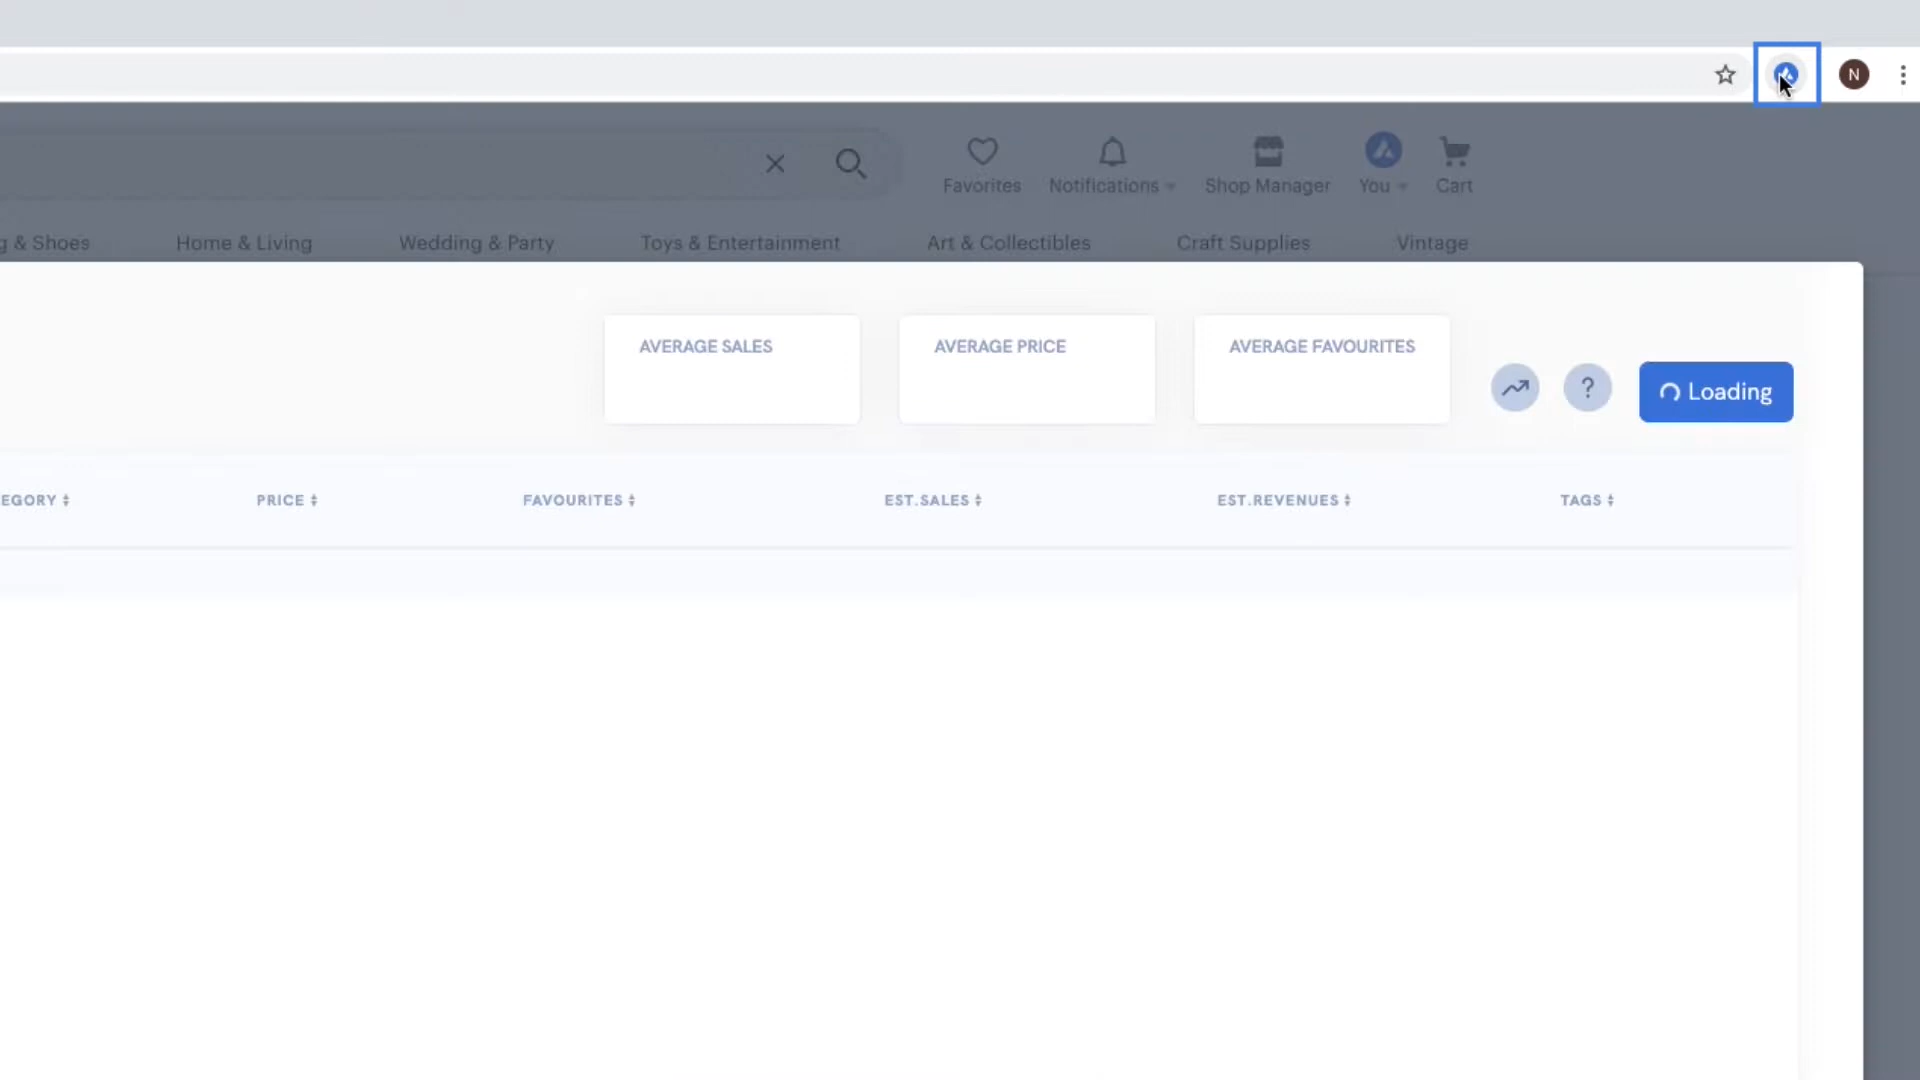 N
Favorites Notifications Shop Manager You Cart
g & Shoes Home & Living Wedding & Party Toys & Entertainment Art & Collectibles Craft Supplies Vintage
AVERAGE SALES AVERAGE PRICE AVERAGE FAVOURITES
? Loading
EGORY PRICE FAVOURITES EST.SALES EST.REVENUES TAGS